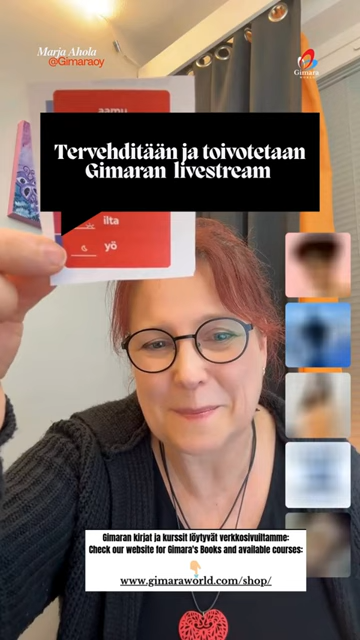 Marja Ahola
@Gimaraoy
Gimara
aamu
Tervehditään ja toivotetaan
Gimaran livestream
ilta
yö
Gimaran kirjat ja kurssit löytyvät verkkosivuiltamme:
Check our website for Gimara's Books and available courses:
www.gimaraworld.com/shop/